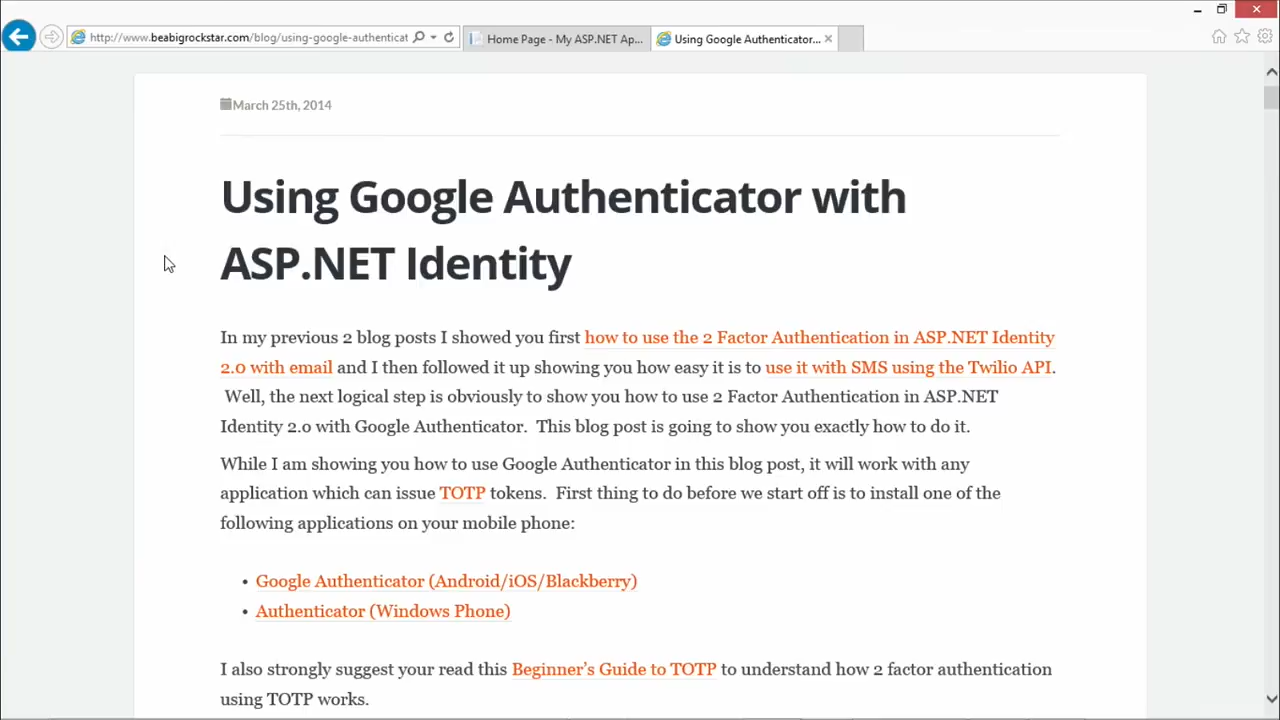 http://www.beabigrockstar.com/blog/using-google-authenticat
Home Page - My ASP.NET Ap...
Using Google Authenticator...
March 25th, 2014
Using Google Authenticator with
ASP.NET Identity
In my previous 2 blog posts I showed you first how to use the 2 Factor Authentication in ASP.NET Identity
2.0 with email and I then followed it up showing you how easy it is to use it with SMS using the Twilio API.
Well, the next logical step is obviously to show you how to use 2 Factor Authentication in ASP.NET
Identity 2.0 with Google Authenticator.  This blog post is going to show you exactly how to do it.
While I am showing you how to use Google Authenticator in this blog post, it will work with any
application which can issue TOTP tokens.  First thing to do before we start off is to install one of the
following applications on your mobile phone:
• Google Authenticator (Android/iOS/Blackberry)
• Authenticator (Windows Phone)
I also strongly suggest your read this Beginner's Guide to TOTP to understand how 2 factor authentication
using TOTP works.